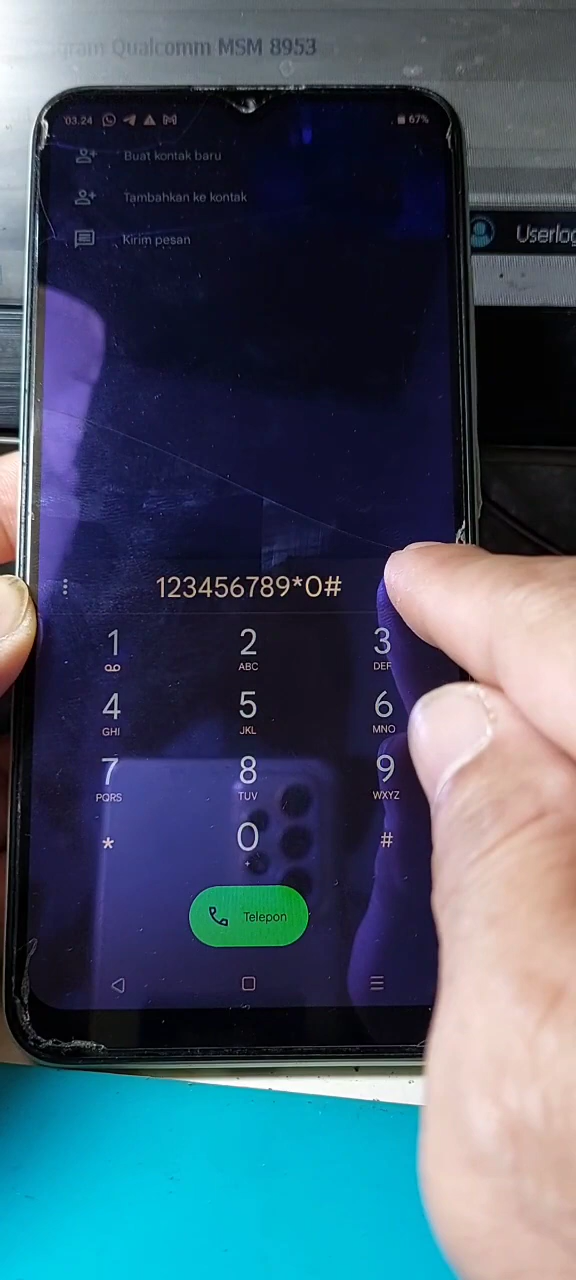 gram Qualcomm MSM 8953
03.24 67%
Buat kontak baru
Tambahkan ke kontak
Kirim pesan
Userlog
123456789*0#
1 2 3
ABC DEF
4 5 6
GHI JKL MNO
7 8 9
PQRS TUV WXYZ
* 0 #
+
Telepon